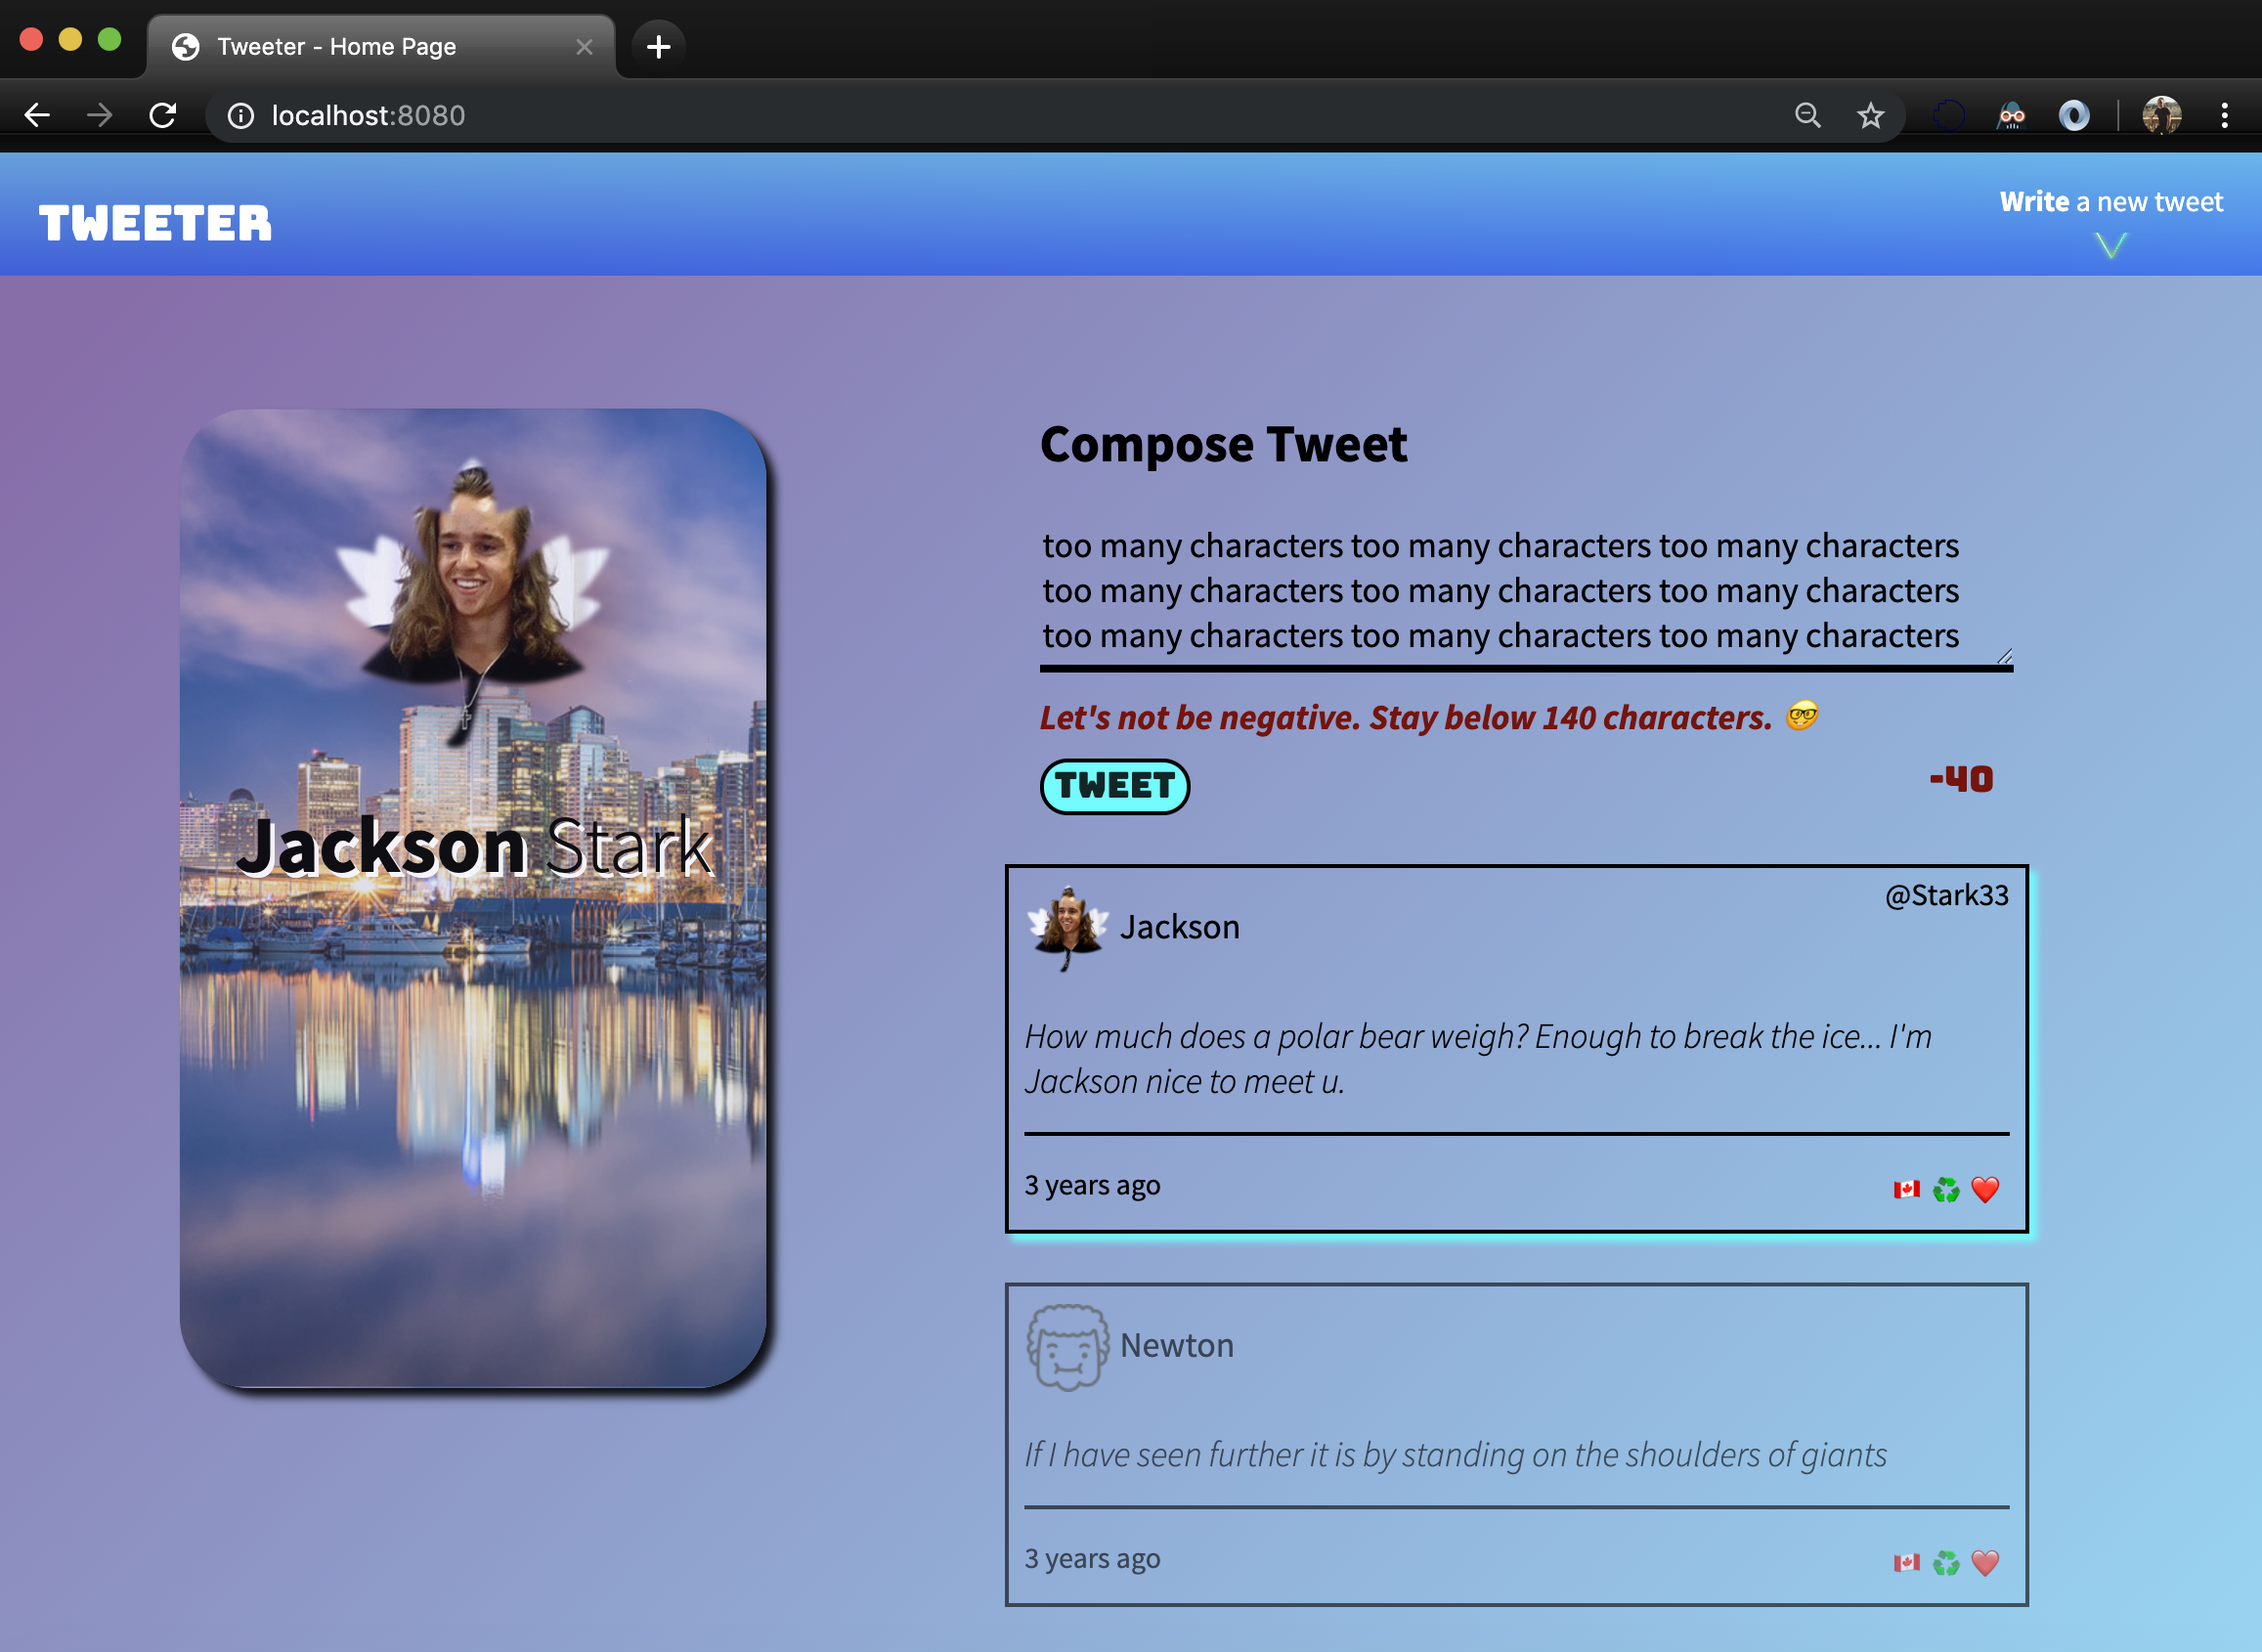 Tweeter - Home Page
localhost:8080
TWEETER
Write a new tweet
Jackson Stark
Compose Tweet
too many characters too many characters too many characters
too many characters too many characters too many characters
too many characters too many characters too many characters
Let's not be negative. Stay below 140 characters. 🤓
TWEET
-40
Jackson
@Stark33
How much does a polar bear weigh? Enough to break the ice... I'm
Jackson nice to meet u.
3 years ago
Newton
If I have seen further it is by standing on the shoulders of giants
3 years ago